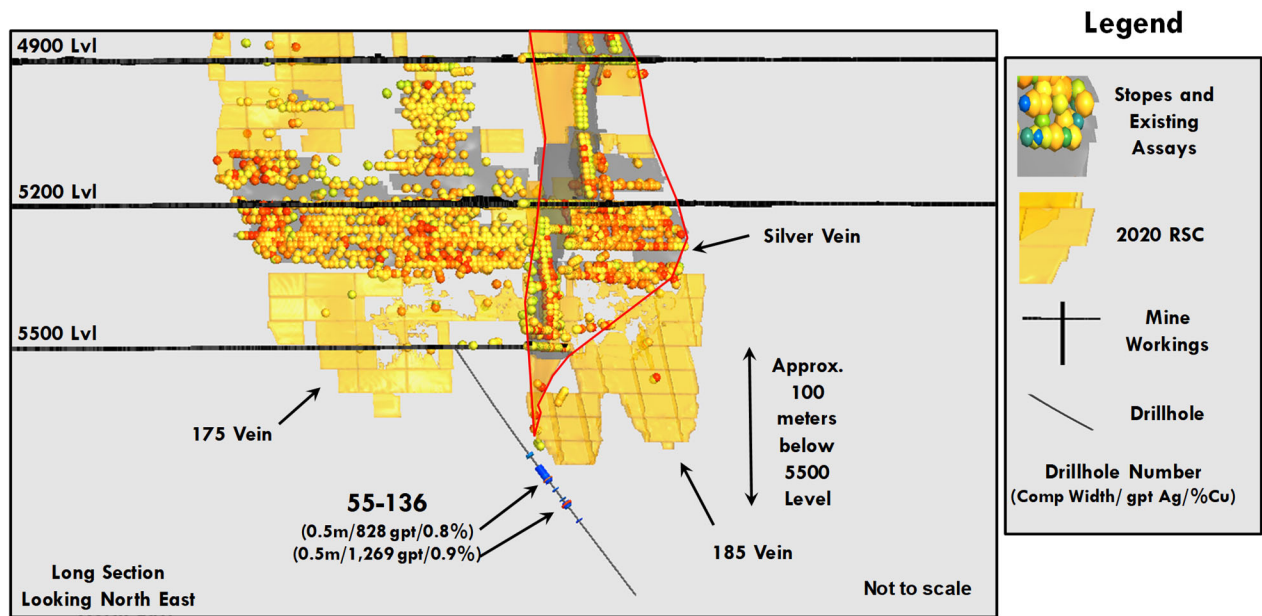 4900 Lvl
5200 Lvl
Silver Vein
5500 Lvl
175 Vein
55-136
(0.5m/828 gpt/0.8%)
(0.5m/1,269 gpt/0.9%)
Approx.
100
meters
below
5500
Level
185 Vein
Long Section
Looking North East
Not to scale
Legend
Stopes and
Existing
Assays
2020 RSC
Mine
Workings
Drillhole
Drillhole Number
(Comp Width/ gpt Ag/%Cu)